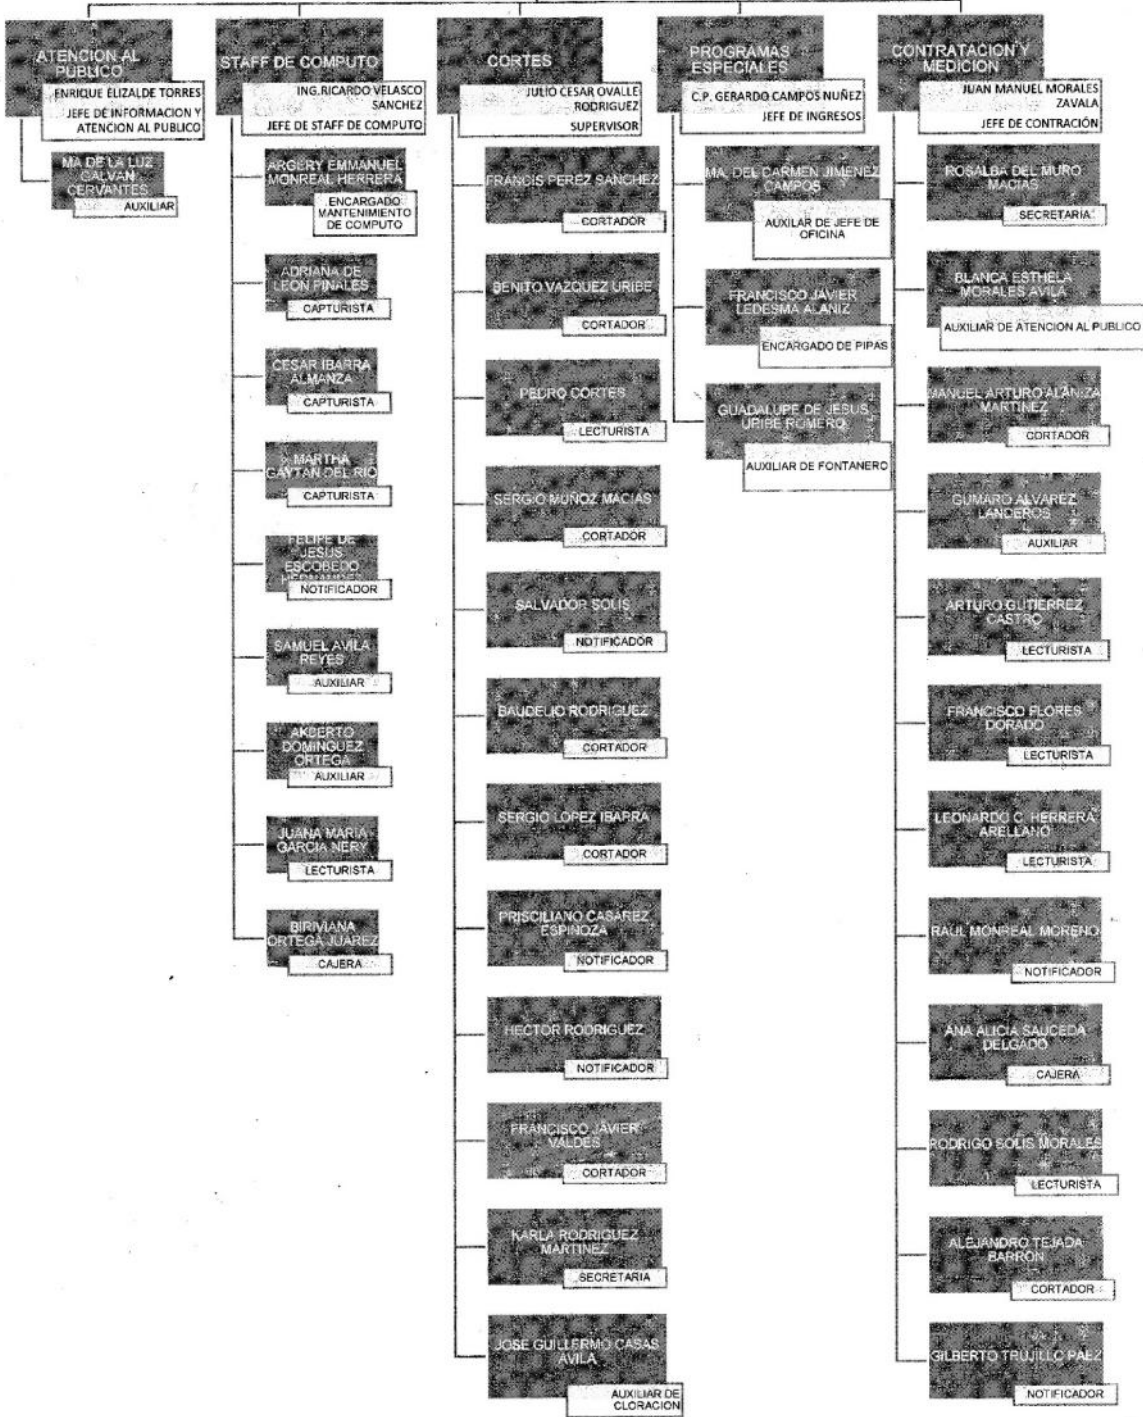 ATENCION AL
PUBLICO
ENRIQUE ELIZALDE TORRES
JEFE DE INFORMACION Y
ATENCION AL PUBLICO
MA DE LA LUZ
GALVAN
CERVANTES
AUXILIAR
STAFF DE COMPUTO
ING.RICARDO VELASCO
SANCHEZ
JEFE DE STAFF DE COMPUTO
ARGERY EMMANUEL
MONREAL HERRERA
ENCARGADO
MANTENIMIENTO
DE COMPUTO
ADRIANA DE
LEON PINALES
CAPTURISTA
CESAR IBARRA
ALMANZA
CAPTURISTA
MARTHA
GAYTAN DEL RIO
CAPTURISTA
FELIPE DE
JESUS
ESCOBEDO
NOTIFICADOR
SAMUEL AVILA
REYES
AUXILIAR
DOMINGUEZ
ORTEGA
AUXILIAR
JUANA MARIA
GARCIA NERY
LECTURISTA
BIRIVIANA
ORTEGA JUAREZ
CAJERA
CORTES
JULIO CESAR OVALLE
RODRIGUEZ
SUPERVISOR
FRANCIS PEREZ SANCHEZ
CORTADOR
BENITO VAZQUEZ URIBE
CORTADOR
PEDRO CORTES
LECTURISTA
SERGIO MUÑOZ MACIAS
CORTADOR
SALVADOR SOLIS
NOTIFICADOR
BAUDELIO RODRIGUEZ
CORTADOR
SERGIO LOPEZ IBARRA
CORTADOR
PRISCILIANO CASAREZ
ESPINOZA
NOTIFICADOR
HECTOR RODRIGUEZ
NOTIFICADOR
FRANCISCO JAVIER
VALDES
CORTADOR
KARLA RODRIGUEZ
MARTINEZ
SECRETARIA
JOSE GUILLERMO CASAS
AVILA
AUXILIAR DE
CLORACION
PROGRAMAS
ESPECIALES
C.P. GERARDO CAMPOS NUÑEZ
JEFE DE INGRESOS
MA. DEL CARMEN JIMENEZ
CAMPOS
AUXILAR DE JEFE DE
OFICINA
FRANCISCO JAVIER
LEDESMA ALANIZ
ENCARGADO DE PIPAS
GUADALUPE DE JESUS
URIBE ROMERO
AUXILIAR DE FONTANERO
CONTRATACION Y
MEDICION
JUAN MANUEL MORALES
ZAVALA
JEFE DE CONTRACIÓN
ROSALBA DEL MURO
MACIAS
SECRETARIA
BLANCA ESTHELA
MORALES AVILA
AUXILIAR DE ATENCION AL PUBLICO
MANUEL ARTURO ALANIZA
MARTINEZ
CORTADOR
GUMARO ALVAREZ
LANDEROS
AUXILIAR
ARTURO GUTIERREZ
CASTRO
LECTURISTA
FRANCISCO FLORES
DORADO
LECTURISTA
LEONARDO C. HERRERA
ARELLANO
LECTURISTA
RAUL MONREAL MORENO
NOTIFICADOR
ANA ALICIA SAUCEDA
DELGADO
CAJERA
RODRIGO SOLIS MORALES
LECTURISTA
ALEJANDRO TEJADA
BARRON
CORTADOR
GILBERTO TRUJILLO PAEZ
NOTIFICADOR